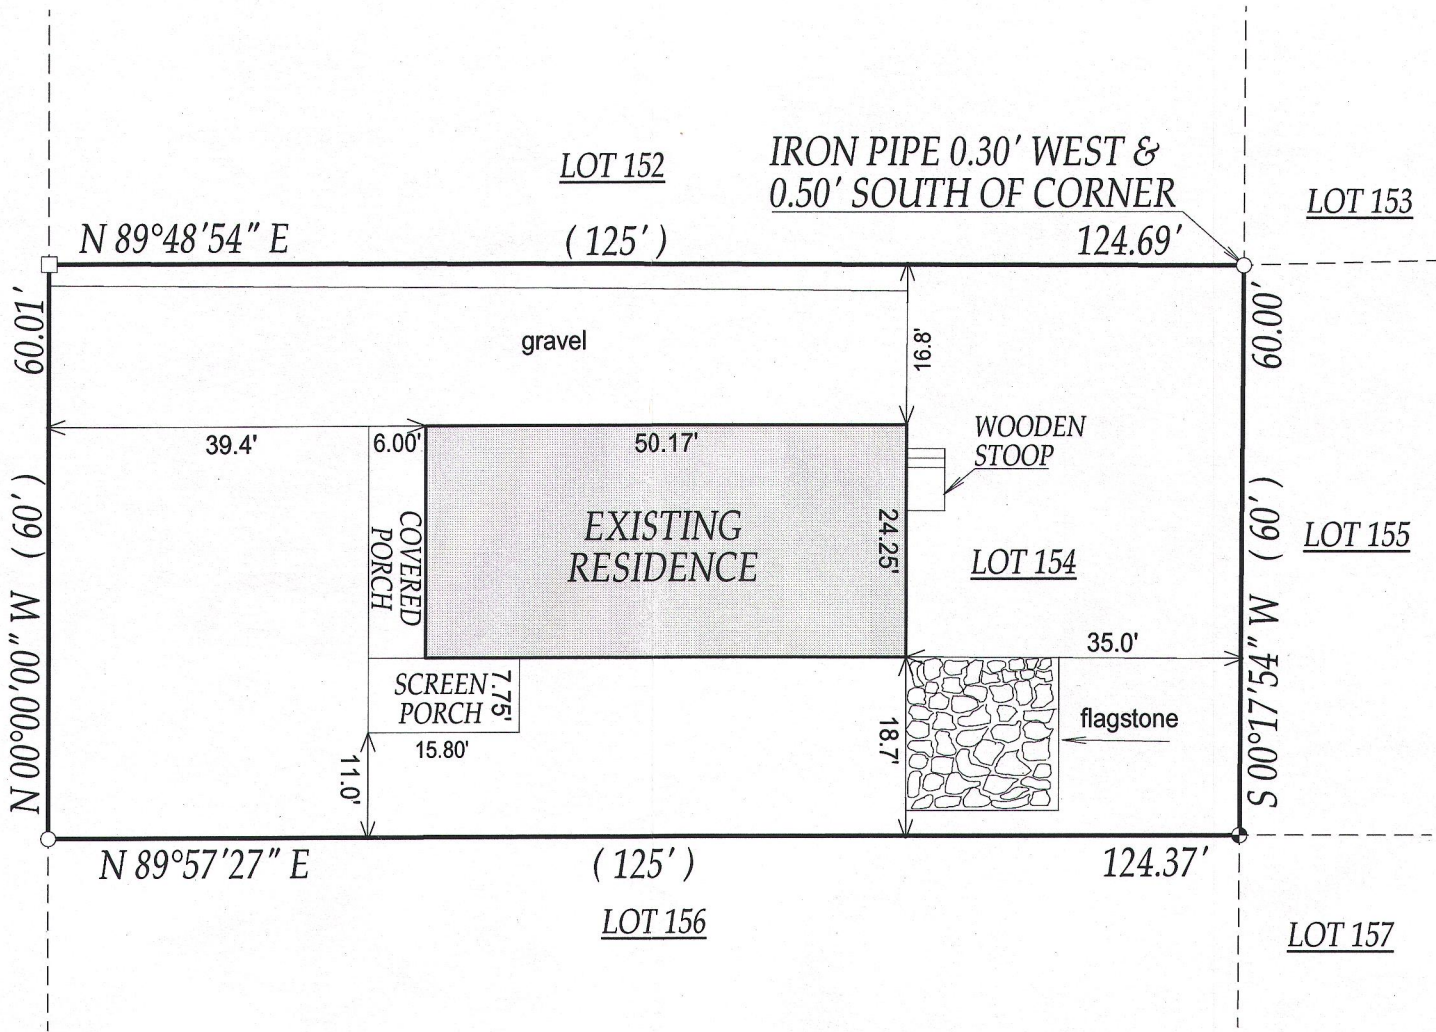 LOT 152
IRON PIPE 0.30' WEST &
0.50' SOUTH OF CORNER
LOT 153
N 89°48'54" E
(125')
124.69'
60.01'
60.00'
gravel
16.8'
39.4'
6.00'
50.17'
WOODEN
STOOP
COVERED
PORCH
EXISTING
RESIDENCE
24.25'
LOT 154
LOT 155
N 00°00'00" W (60')
S 00°17'54" W (60')
35.0'
SCREEN
PORCH
7.75'
15.80'
11.0'
18.7'
flagstone
N 89°57'27" E
(125')
124.37'
LOT 156
LOT 157